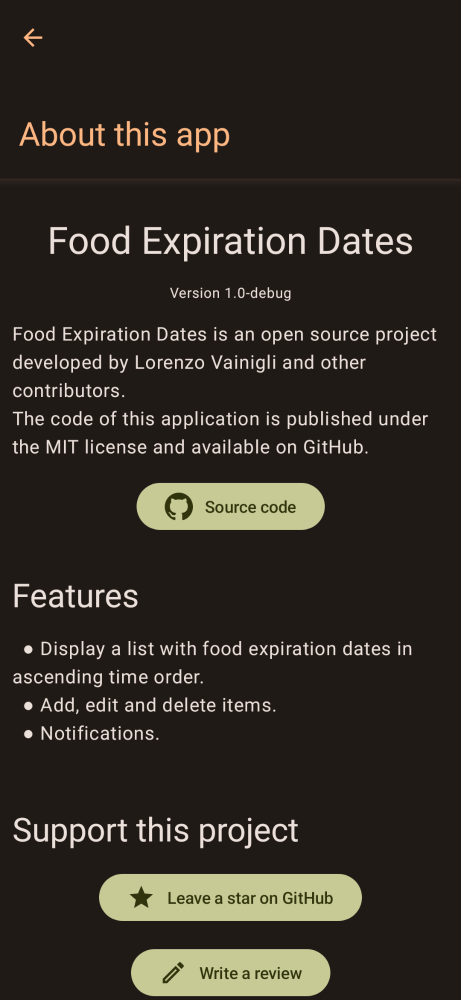 About this app
Food Expiration Dates
Version 1.0-debug
Food Expiration Dates is an open source project
developed by Lorenzo Vainigli and other
contributors.
The code of this application is published under
the MIT license and available on GitHub.
Source code
Features
● Display a list with food expiration dates in
ascending time order.
● Add, edit and delete items.
● Notifications.
Support this project
Leave a star on GitHub
Write a review